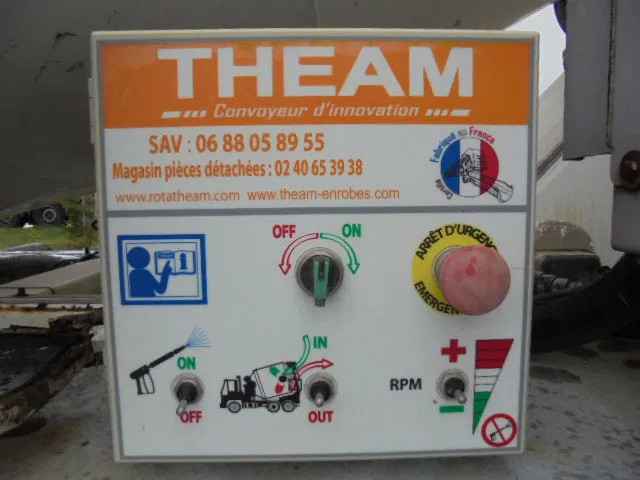 THEAM
Convoyeur d'innovation
SAV : 06 88 05 89 55
Magasin pièces détachées : 02 40 65 39 38
www.rotatheam.com www.theam-enrobes.com
Fabriqué en France
OFF ON
ARRÊT D'URGENCE
EMERGEN
ON
OFF
IN
OUT
RPM